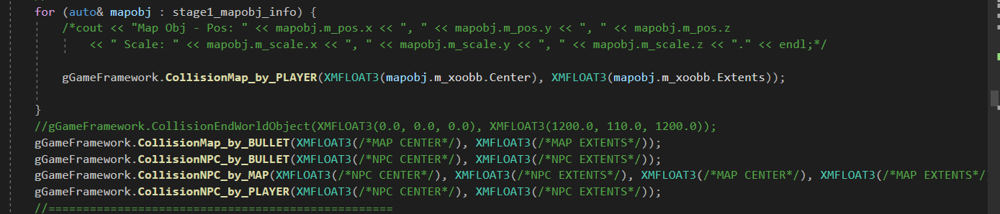 for (auto& mapobj : stage1_mapobj_info) {
/*cout << "Map Obj - Pos: " << mapobj.m_pos.x << ", " << mapobj.m_pos.y << ", " << mapobj.m_pos.z
<< " Scale: " << mapobj.m_scale.x << ", " << mapobj.m_scale.y << ", " << mapobj.m_scale.z << "." << endl;*/
gGameFramework.CollisionMap_by_PLAYER(XMFLOAT3(mapobj.m_xoobb.Center), XMFLOAT3(mapobj.m_xoobb.Extents));
}
//gGameFramework.CollisionEndWorldObject(XMFLOAT3(0.0, 0.0, 0.0), XMFLOAT3(1200.0, 110.0, 1200.0));
gGameFramework.CollisionMap_by_BULLET(XMFLOAT3(/*MAP CENTER*/), XMFLOAT3(/*MAP EXTENTS*/));
gGameFramework.CollisionNPC_by_BULLET(XMFLOAT3(/*NPC CENTER*/), XMFLOAT3(/*NPC EXTENTS*/));
gGameFramework.CollisionNPC_by_MAP(XMFLOAT3(/*NPC CENTER*/), XMFLOAT3(/*NPC EXTENTS*/), XMFLOAT3(/*MAP CENTER*/), XMFLOAT3(/*MAP EXTENTS*/
gGameFramework.CollisionNPC_by_PLAYER(XMFLOAT3(/*NPC CENTER*/), XMFLOAT3(/*NPC EXTENTS*/));
//==================================================